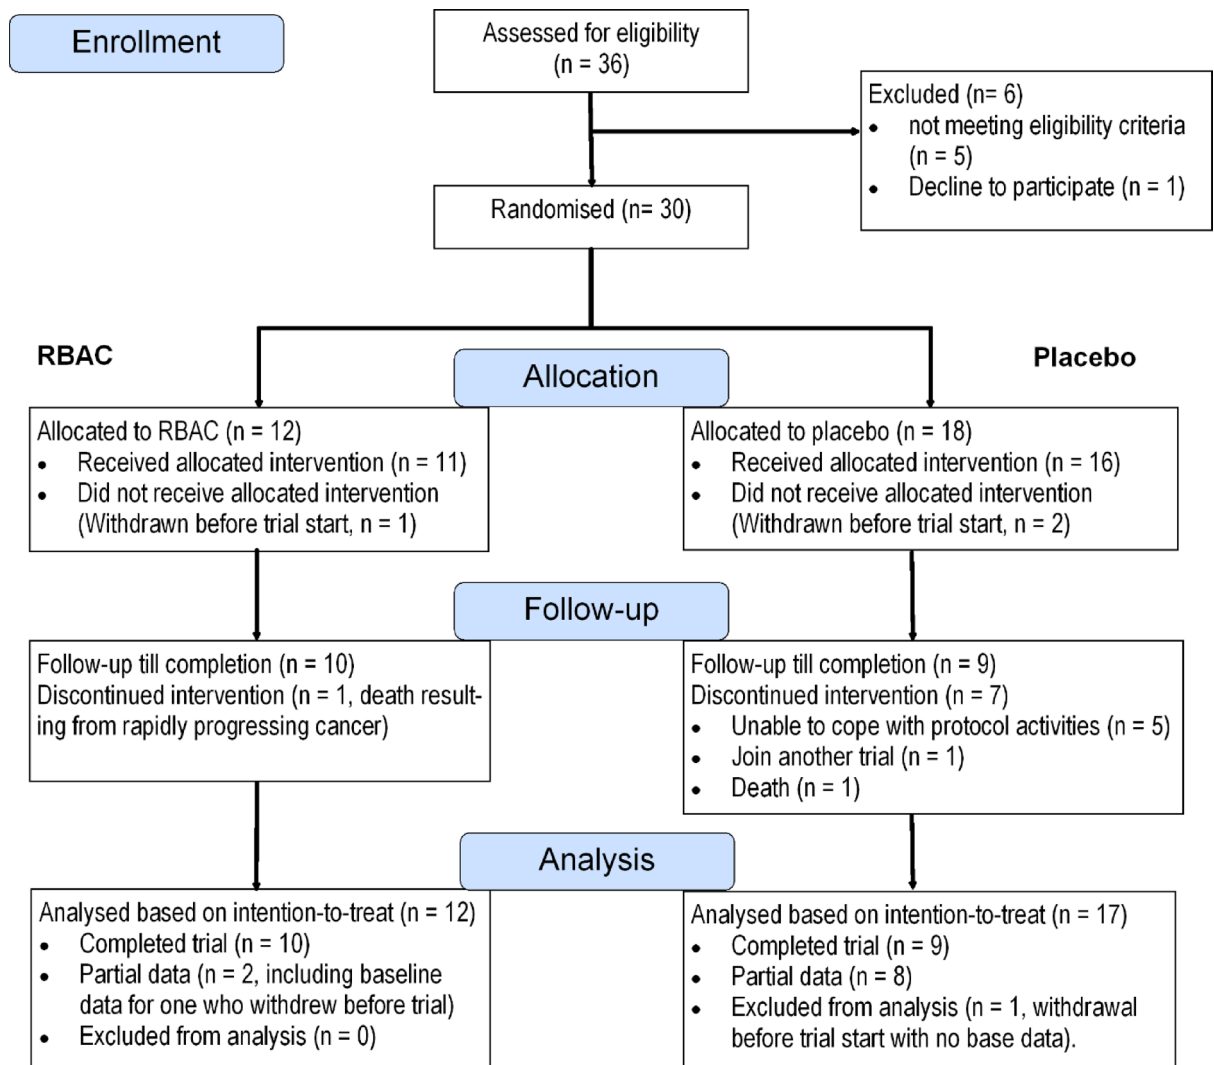 Enrollment
Assessed for eligibility
(n = 36)
Excluded (n= 6)
• not meeting eligibility criteria
(n = 5)
• Decline to participate (n = 1)
Randomised (n= 30)
RBAC
Placebo
Allocation
Allocated to RBAC (n = 12)
• Received allocated intervention (n = 11)
• Did not receive allocated intervention
(Withdrawn before trial start, n = 1)
Allocated to placebo (n = 18)
• Received allocated intervention (n = 16)
• Did not receive allocated intervention
(Withdrawn before trial start, n = 2)
Follow-up
Follow-up till completion (n = 10)
Discontinued intervention (n = 1, death result-
ing from rapidly progressing cancer)
Follow-up till completion (n = 9)
Discontinued intervention (n = 7)
• Unable to cope with protocol activities (n = 5)
• Join another trial (n = 1)
• Death (n = 1)
Analysis
Analysed based on intention-to-treat (n = 12)
• Completed trial (n = 10)
• Partial data (n = 2, including baseline
data for one who withdrew before trial)
• Excluded from analysis (n = 0)
Analysed based on intention-to-treat (n = 17)
• Completed trial (n = 9)
• Partial data (n = 8)
• Excluded from analysis (n = 1, withdrawal
before trial start with no base data).